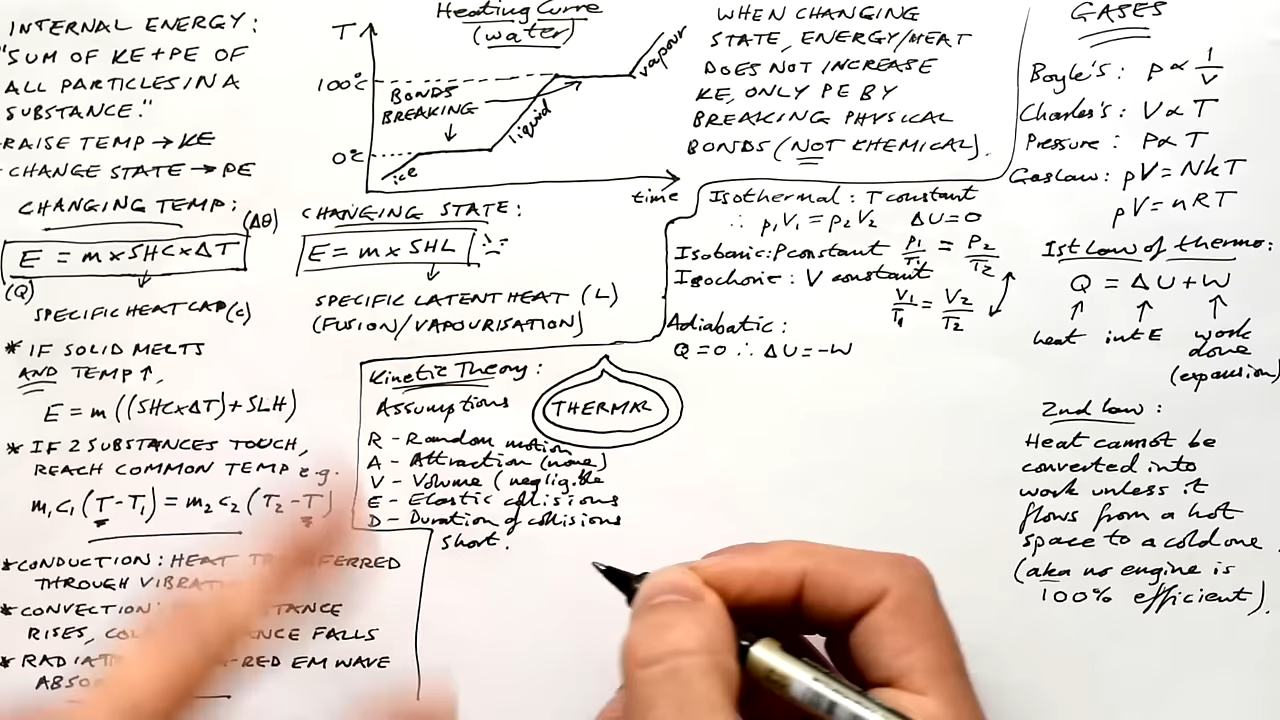 INTERNAL ENERGY:
"SUM OF KE+PE OF
ALL PARTICLES IN A
SUBSTANCE."
RAISE TEMP → KE
CHANGE STATE → PE
CHANGING TEMP:
(Δθ)
E = m x SHC x ΔT
(Q)
SPECIFIC HEAT CAP (c)
* IF SOLID MELTS
AND TEMP ↑,
E = m ((SHC x ΔT) + SLH)
* IF 2 SUBSTANCES TOUCH,
REACH COMMON TEMP e.g.
m₁c₁(T-T₁) = m₂c₂(T₂-T)
*CONDUCTION: HEAT
THROUGH
*CONVECTION:
RISES, FALLS
* EM WAVE
Heating Curve
(water)
T
100°C
0°C
BONDS
BREAKING
ice
liquid
vapour
time
CHANGING STATE:
E = m x SHL
SPECIFIC LATENT HEAT (L)
(FUSION/VAPOURISATION)
Kinetic Theory:
Assumptions
R - Random motion
A - Attraction (none)
V - Volume (negligible
E - Elastic collisions
D - Duration of collisions
short.
THERMAL
WHEN CHANGING
STATE, ENERGY/HEAT
DOES NOT INCREASE
KE, ONLY PE BY
BREAKING PHYSICAL
BONDS (NOT CHEMICAL).
Isothermal: T constant
∴ p₁V₁ = p₂V₂ ΔU=0
Isobaric: P constant P₁/T₁ = P₂/T₂
Isochoric: V constant
V₁/T₁ = V₂/T₂
Adiabatic:
Q=0 ∴ ΔU=-W
GASES
Boyle's: p ∝ 1/V
Charles's: V ∝ T
Pressure: P ∝ T
Gas law: pV = NkT
pV = nRT
1st Law of thermo:
Q = ΔU + W
heat int E work
done
(expansion)
2nd law:
Heat cannot be
converted into
work unless it
flows from a hot
space to a cold one.
(aka no engine is
100% efficient).